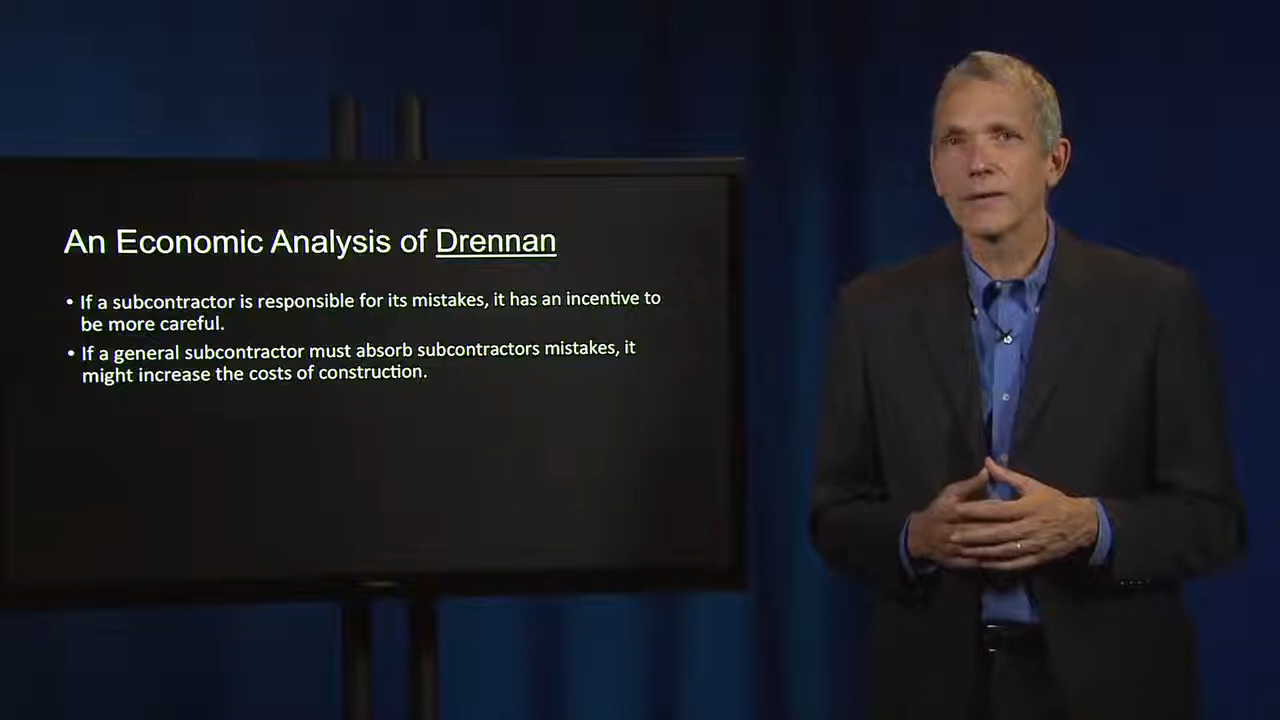 An Economic Analysis of Drennan
• If a subcontractor is responsible for its mistakes, it has an incentive to
be more careful.
• If a general subcontractor must absorb subcontractors mistakes, it
might increase the costs of construction.